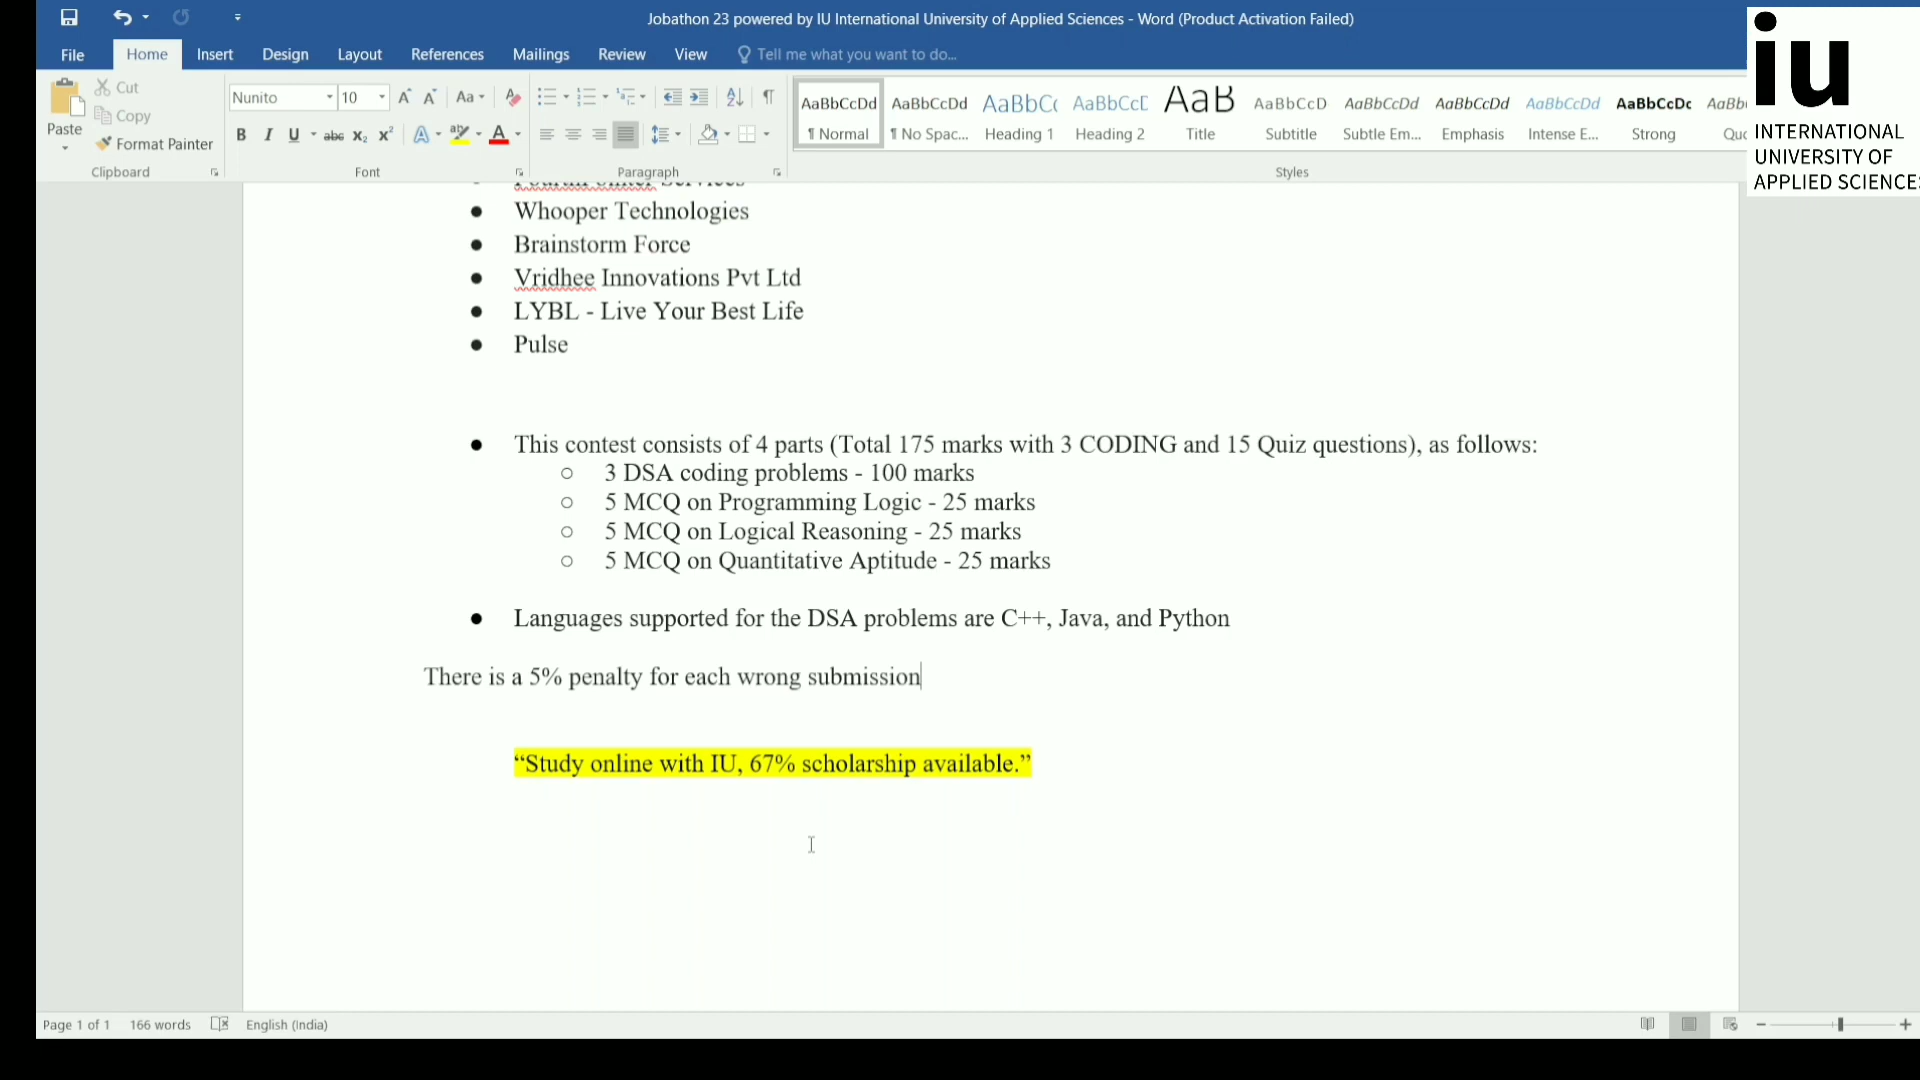 Jobathon 23 powered by IU International University of Applied Sciences - Word (Product Activation Failed)
File Home Insert Design Layout References Mailings Review View Tell me what you want to do...
Paste
Cut
Copy
Format Painter
Clipboard
Nunito 10
Font
Paragraph
AaBbCcDd AaBbCcDd AaBbC AaBbCcE AaB AaBbCcD AaBbCcDd AaBbCcDd AaBbCcDd AaBbCcDc AaBb
¶ Normal ¶ No Spac... Heading 1 Heading 2 Title Subtitle Subtle Em... Emphasis Intense E... Strong Quo
Styles
iu
INTERNATIONAL
UNIVERSITY OF
APPLIED SCIENCE
Services
● Whooper Technologies
● Brainstorm Force
● Vridhee Innovations Pvt Ltd
● LYBL - Live Your Best Life
● Pulse
● This contest consists of 4 parts (Total 175 marks with 3 CODING and 15 Quiz questions), as follows:
○ 3 DSA coding problems - 100 marks
○ 5 MCQ on Programming Logic - 25 marks
○ 5 MCQ on Logical Reasoning - 25 marks
○ 5 MCQ on Quantitative Aptitude - 25 marks
● Languages supported for the DSA problems are C++, Java, and Python
There is a 5% penalty for each wrong submission
“Study online with IU, 67% scholarship available.”
Page 1 of 1 166 words English (India)